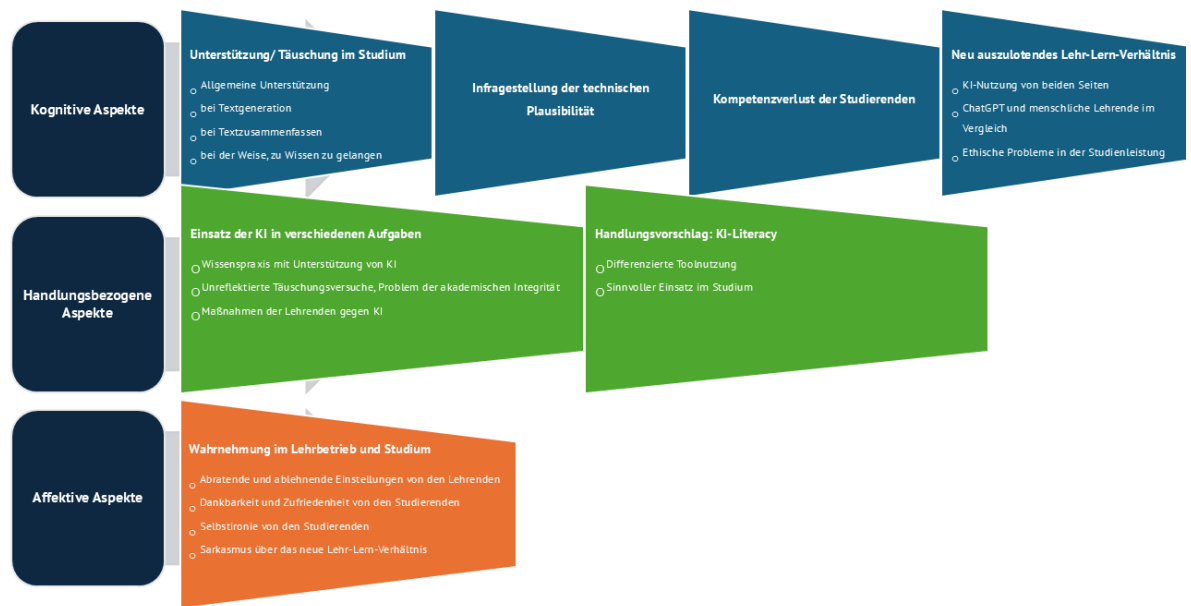 Kognitive Aspekte
Unterstützung/ Täuschung im Studium
Allgemeine Unterstützung
bei Textgeneration
bei Textzusammenfassen
bei der Weise, zu Wissen zu gelangen
Infragestellung der technischen
Plausibilität
Kompetenzverlust der Studierenden
Neu auszulotendes Lehr-Lern-Verhältnis
KI-Nutzung von beiden Seiten
ChatGPT und menschliche Lehrende im
Vergleich
Ethische Probleme in der Studienleistung
Handlungsbezogene
Aspekte
Einsatz der KI in verschiedenen Aufgaben
Wissenspraxis mit Unterstützung von KI
Unreflektierte Täuschungsversuche, Problem der akademischen Integrität
Maßnahmen der Lehrenden gegen KI
Handlungsvorschlag: KI-Literacy
Differenzierte Toolnutzung
Sinnvoller Einsatz im Studium
Affektive Aspekte
Wahrnehmung im Lehrbetrieb und Studium
Abratende und ablehnende Einstellungen von den Lehrenden
Dankbarkeit und Zufriedenheit von den Studierenden
Selbstironie von den Studierenden
Sarkasmus über das neue Lehr-Lern-Verhältnis